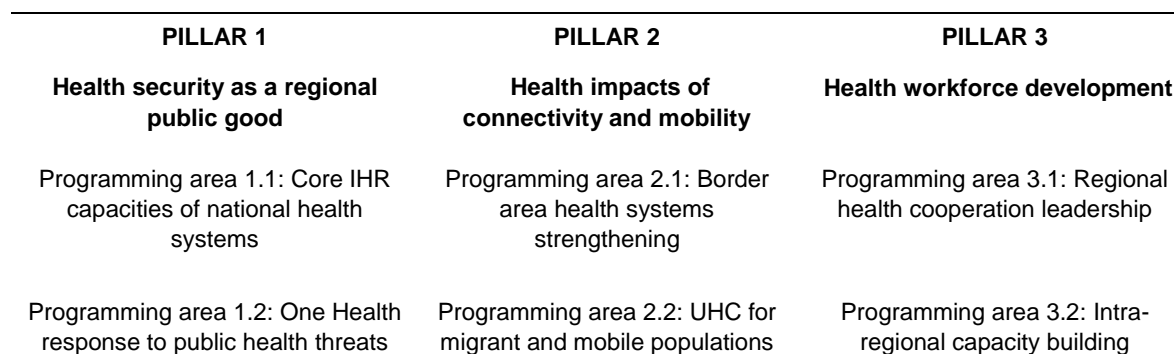 PILLAR 1
Health security as a regional
public good
Programming area 1.1: Core IHR
capacities of national health
systems
Programming area 1.2: One Health
response to public health threats
PILLAR 2
Health impacts of
connectivity and mobility
Programming area 2.1: Border
area health systems
strengthening
Programming area 2.2: UHC for
migrant and mobile populations
PILLAR 3
Health workforce development
Programming area 3.1: Regional
health cooperation leadership
Programming area 3.2: Intra-
regional capacity building